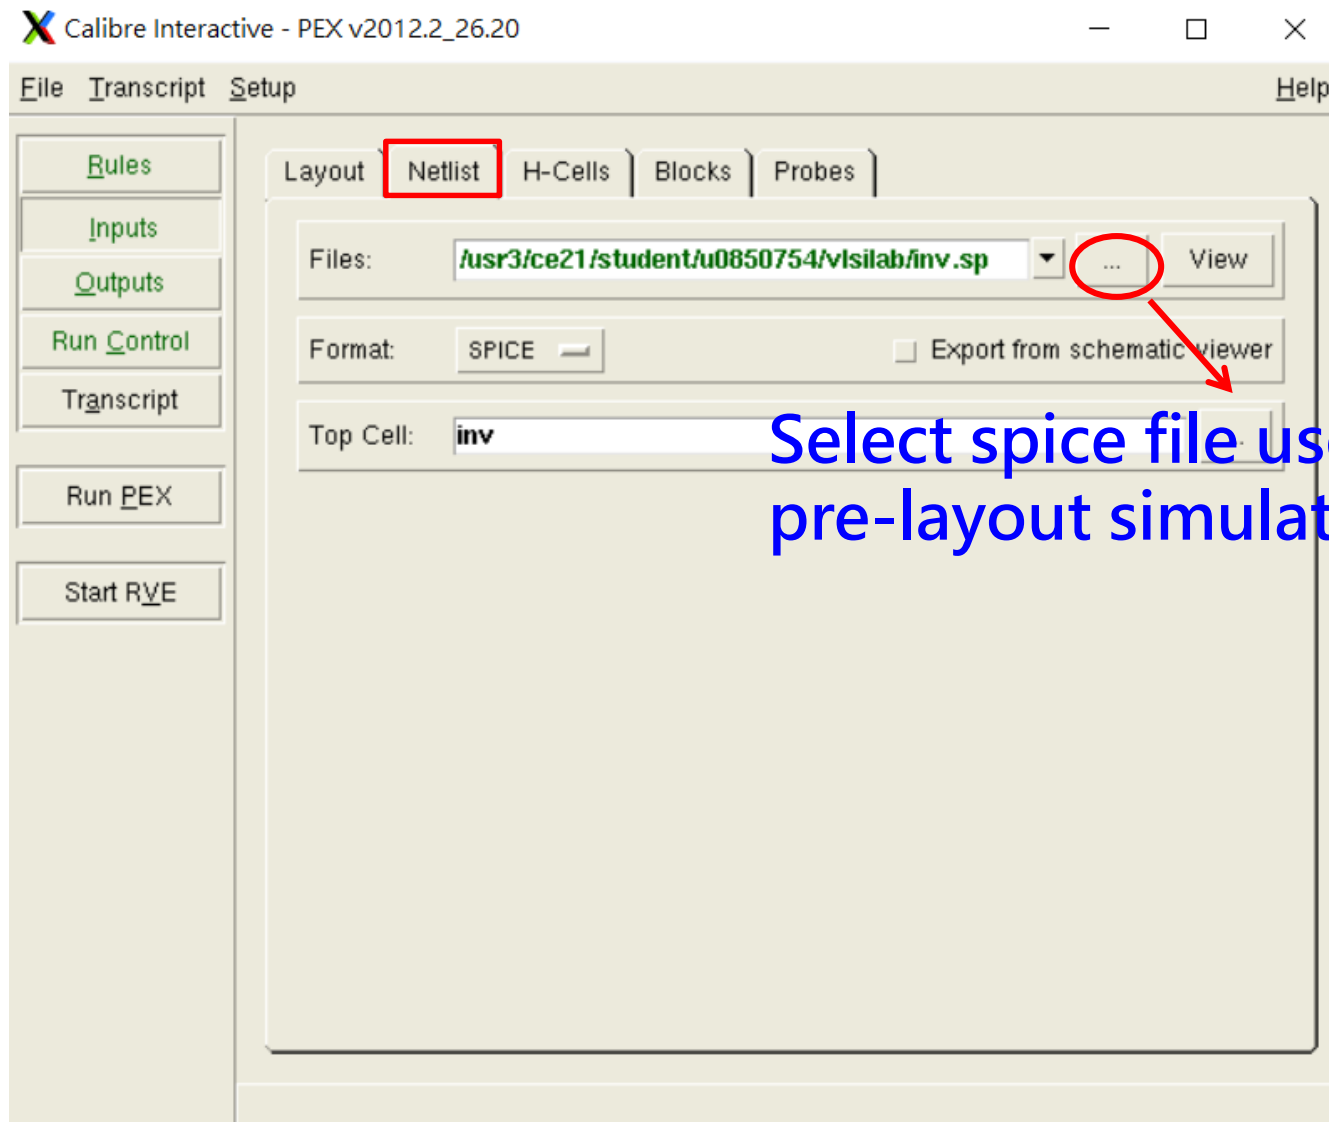 Calibre Interactive - PEX v2012.2_26.20
File Transcript Setup Help
Rules
Inputs
Outputs
Run Control
Transcript
Run PEX
Start RVE
Layout Netlist H-Cells Blocks Probes
Files: /usr3/ce21/student/u0850754/vlsilab/inv.sp ... View
Format: SPICE Export from schematic viewer
Top Cell: inv
Select spice file
pre-layout